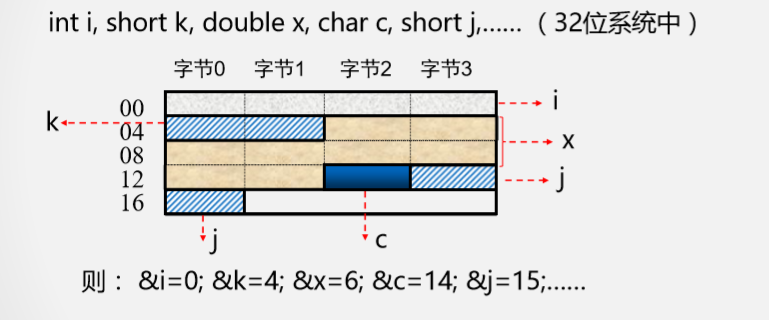 int i, short k, double x, char c, short j,…… （32位系统中）
字节0 字节1 字节2 字节3
00 i
k 04
x
08
12 j
16
j c
则： &i=0; &k=4; &x=6; &c=14; &j=15;……